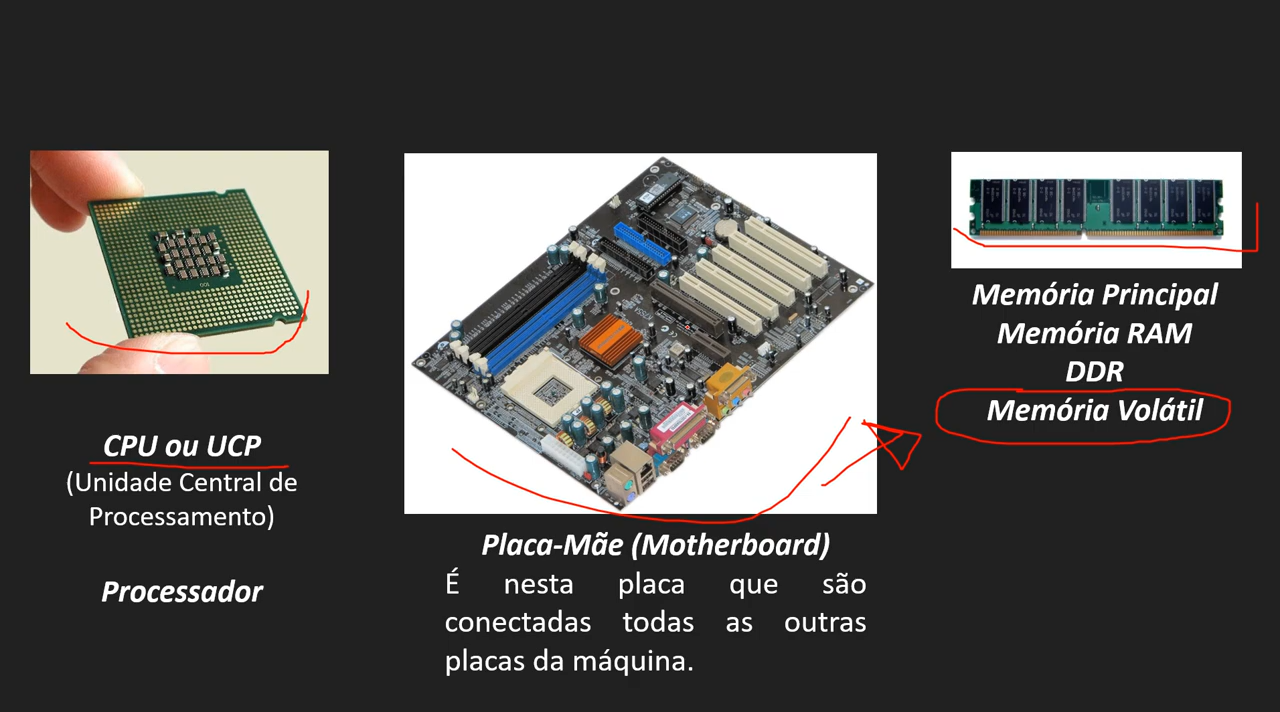 CPU ou UCP
(Unidade Central de
Processamento)
Processador
Placa-Mãe (Motherboard)
É nesta placa que são
conectadas todas as outras
placas da máquina.
Memória Principal
Memória RAM
DDR
Memória Volátil